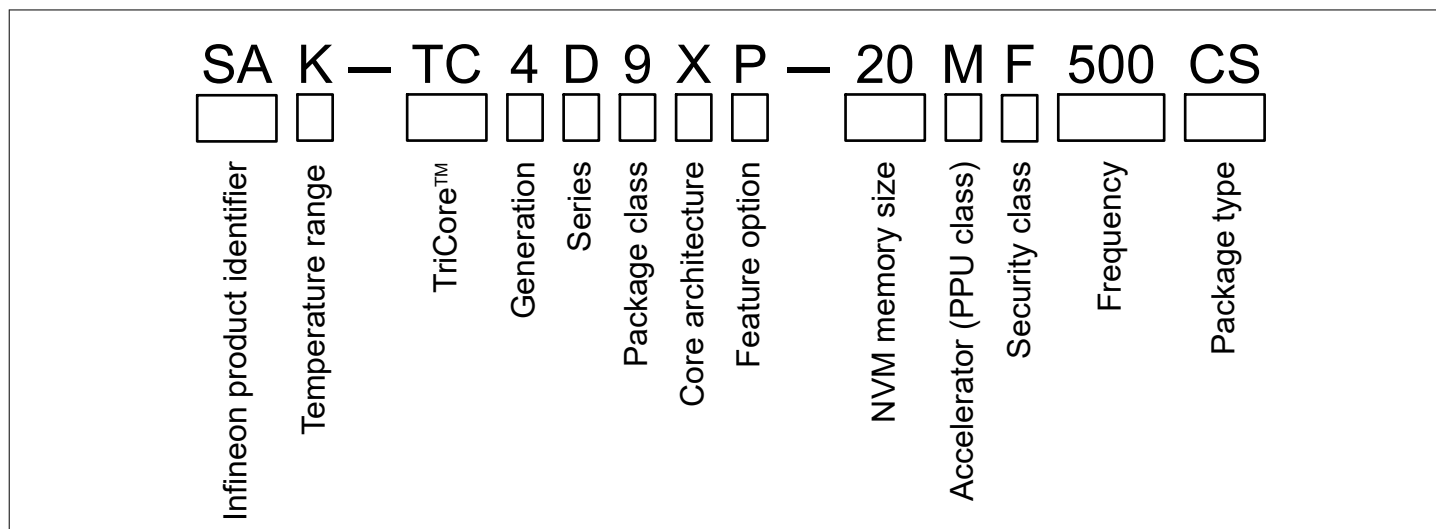 SA K — TC 4 D 9 X P — 20 M F 500 CS
Infineon product identifier
Temperature range
TriCore™
Generation
Series
Package class
Core architecture
Feature option
NVM memory size
Accelerator (PPU class)
Security class
Frequency
Package type